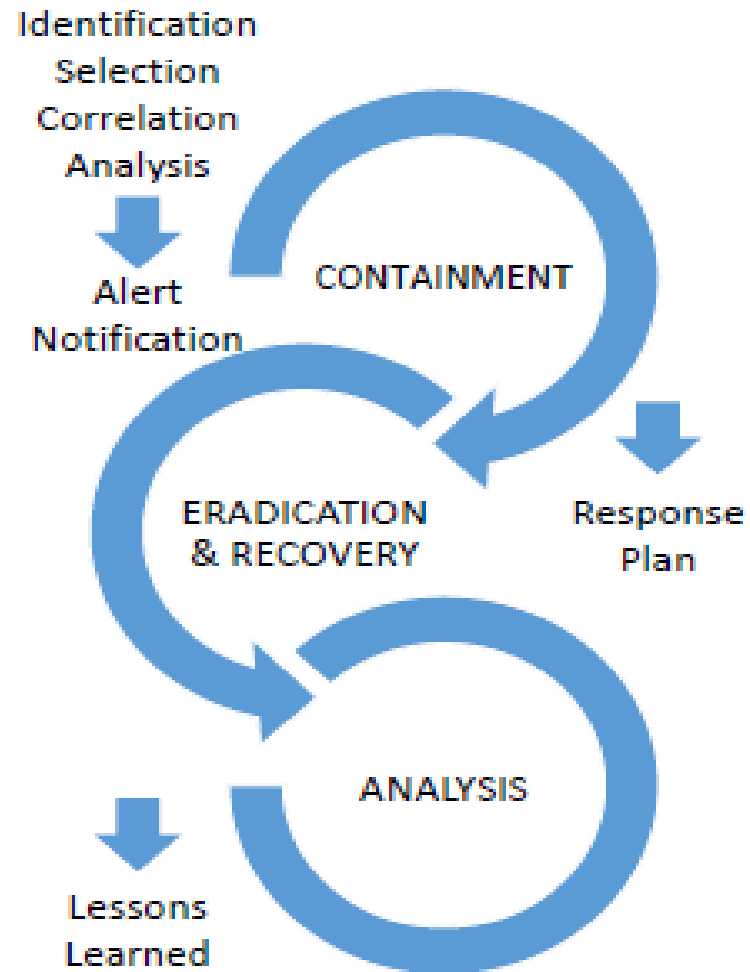 Identification
Selection
Correlation
Analysis
Alert
Notification
CONTAINMENT
ERADICATION
& RECOVERY
Response
Plan
ANALYSIS
Lessons
Learned